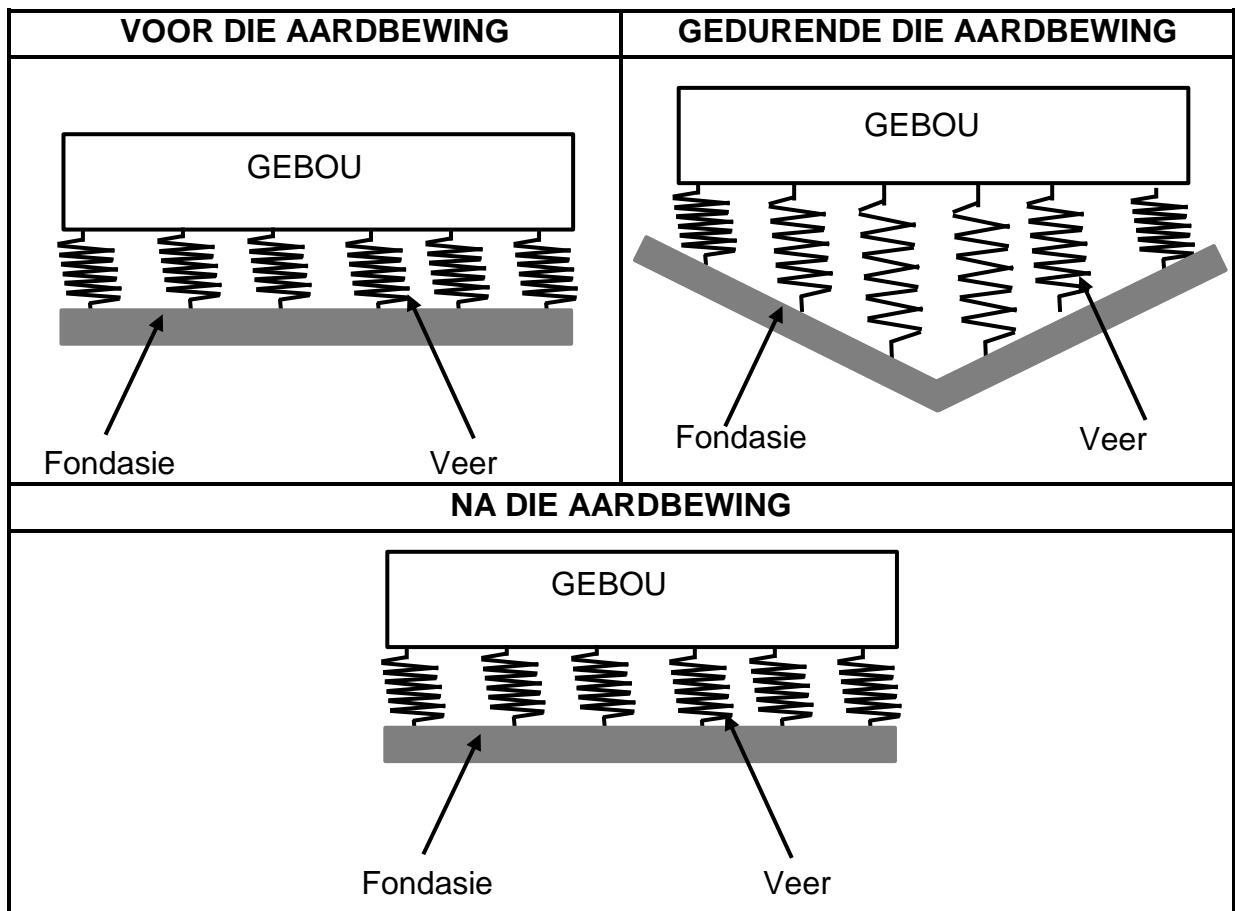 VOOR DIE AARDBEWING
GEBOU
Fondasie Veer
GEDURENDE DIE AARDBEWING
GEBOU
Fondasie Veer
NA DIE AARDBEWING
GEBOU
Fondasie Veer